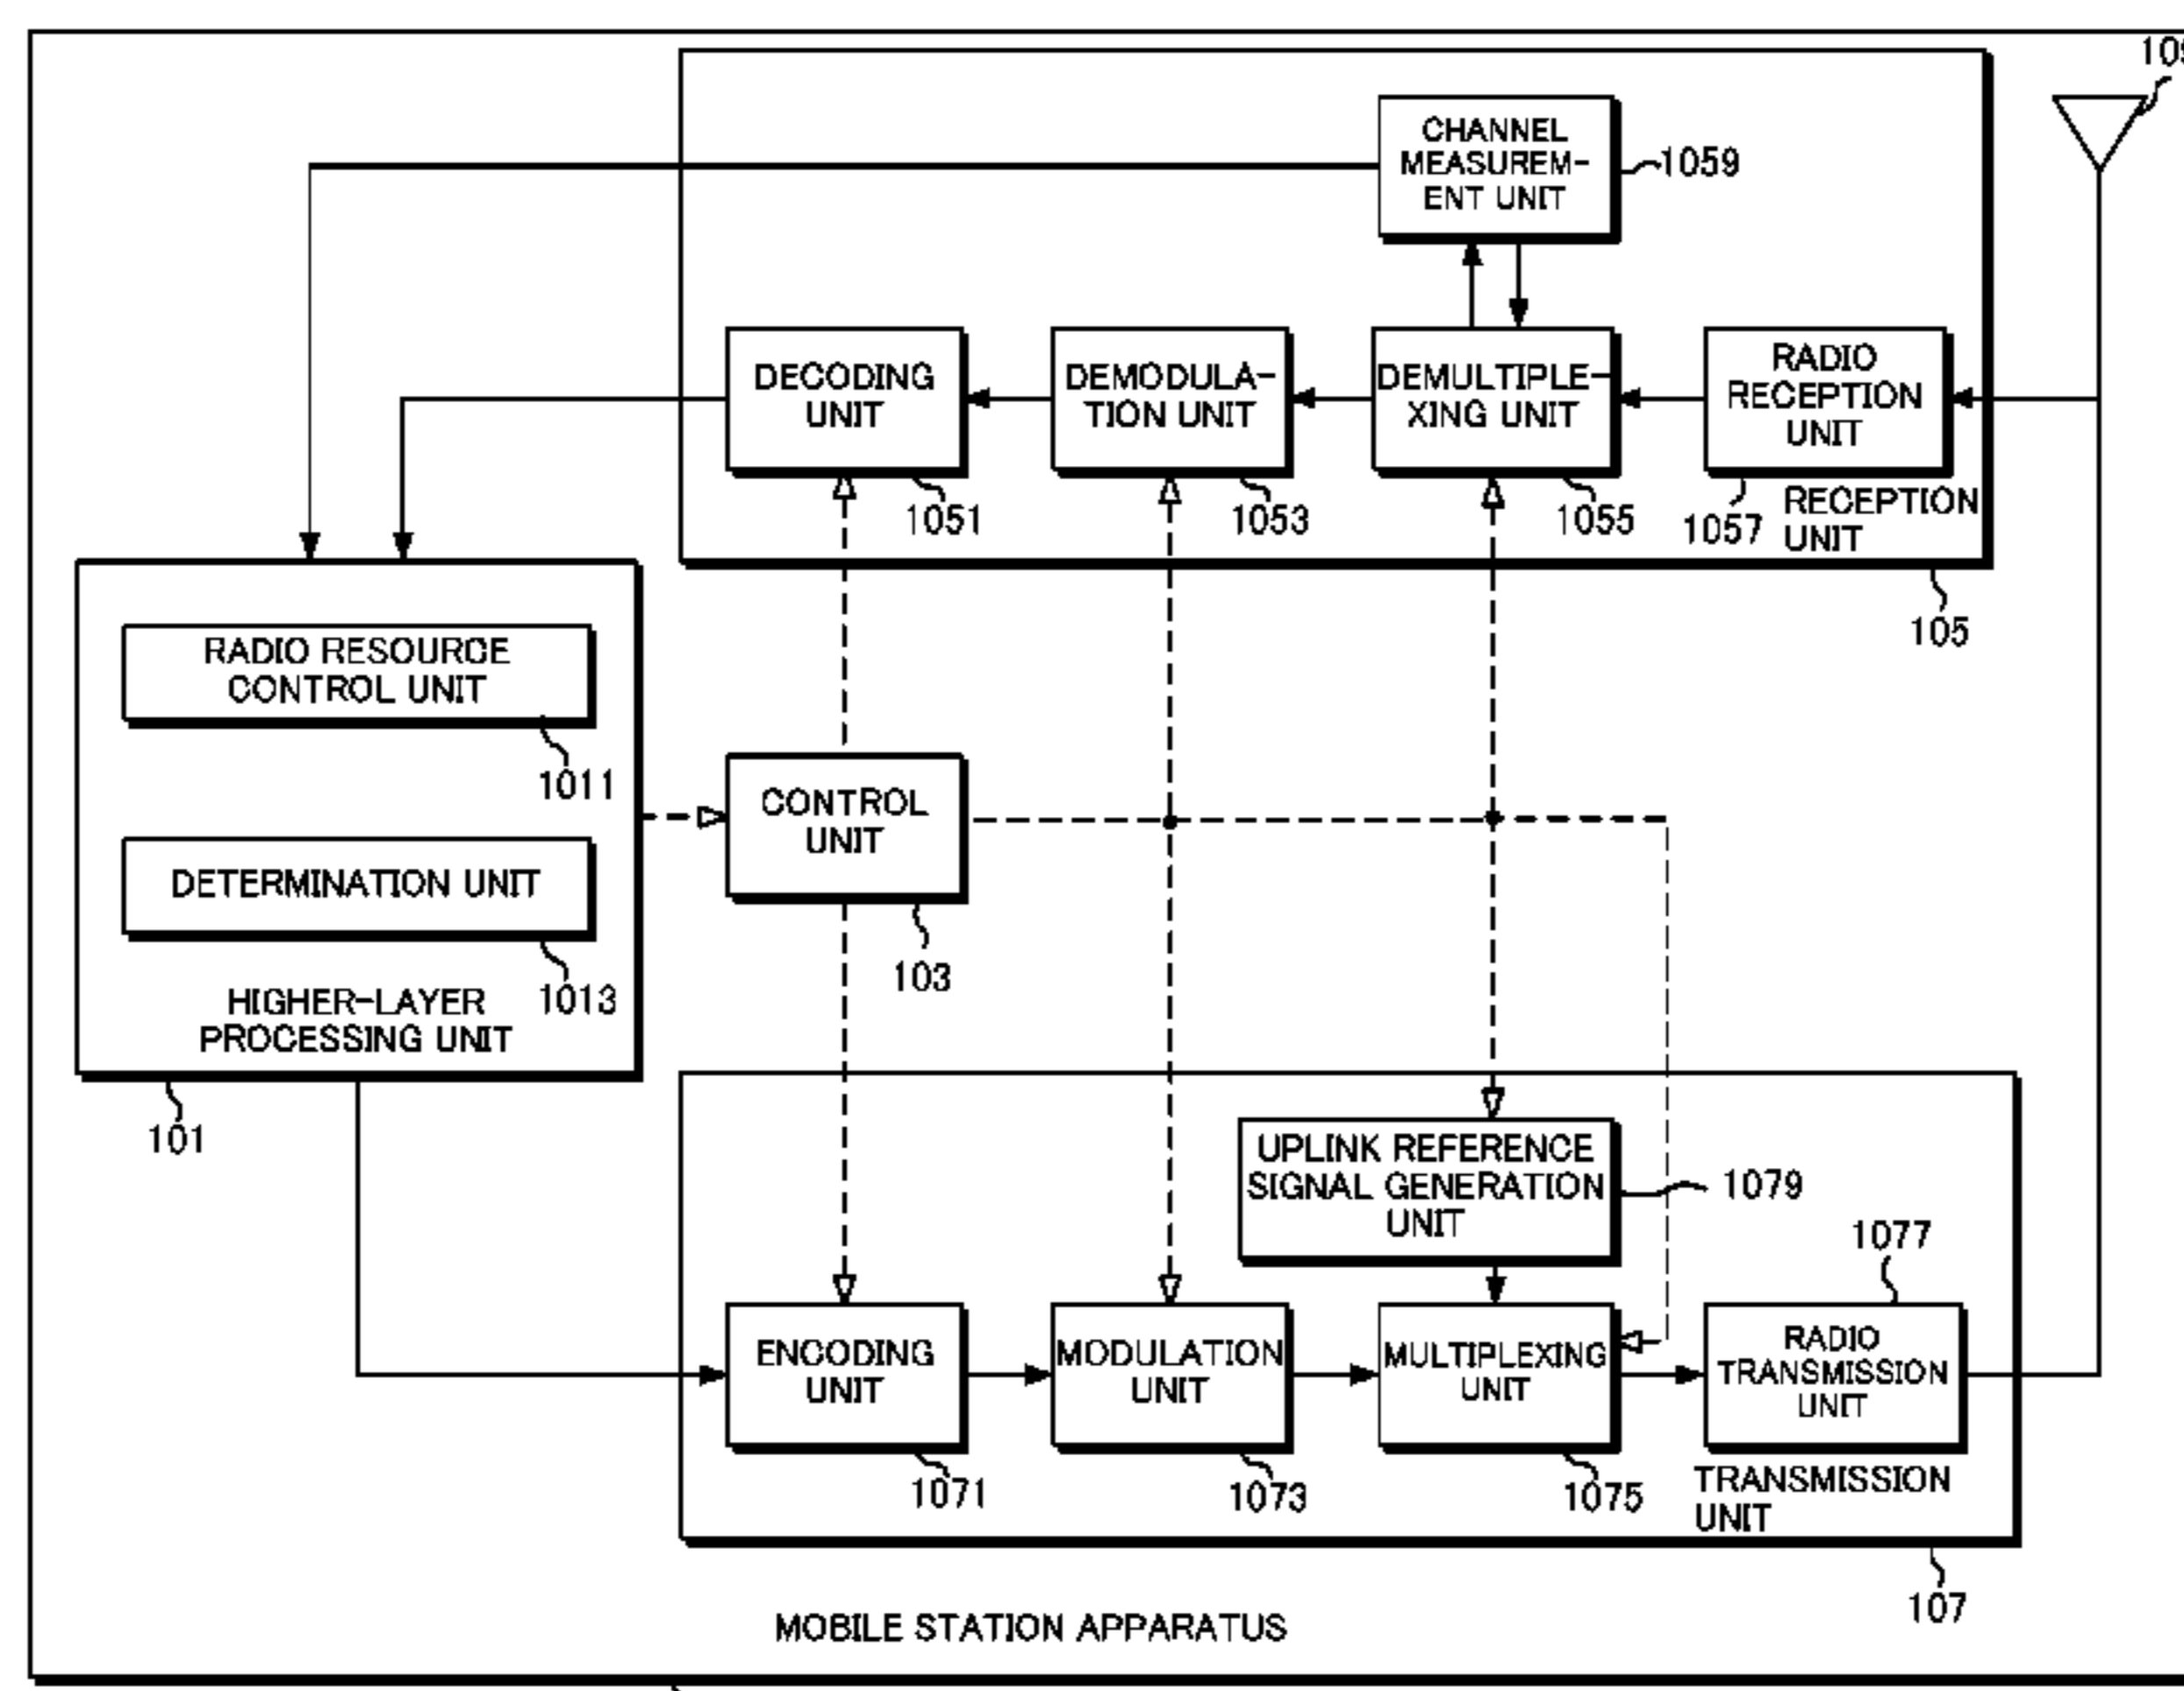 109
CHANNEL
MEASUREM-
ENT UNIT
1059
DECODING
UNIT
1051
DEMODULA-
TION UNIT
1053
DEMULTIPLE-
XING UNIT
1055
RADIO
RECEPTION
UNIT
1057
RECEPTION
UNIT
105
RADIO RESOURCE
CONTROL UNIT
1011
DETERMINATION UNIT
1013
HIGHER-LAYER
PROCESSING UNIT
101
CONTROL
UNIT
103
UPLINK REFERENCE
SIGNAL GENERATION
UNIT
1079
1077
ENCODING
UNIT
1071
MODULATION
UNIT
1073
MULTIPLEXING
UNIT
1075
RADIO
TRANSMISSION
UNIT
TRANSMISSION
UNIT
107
MOBILE STATION APPARATUS